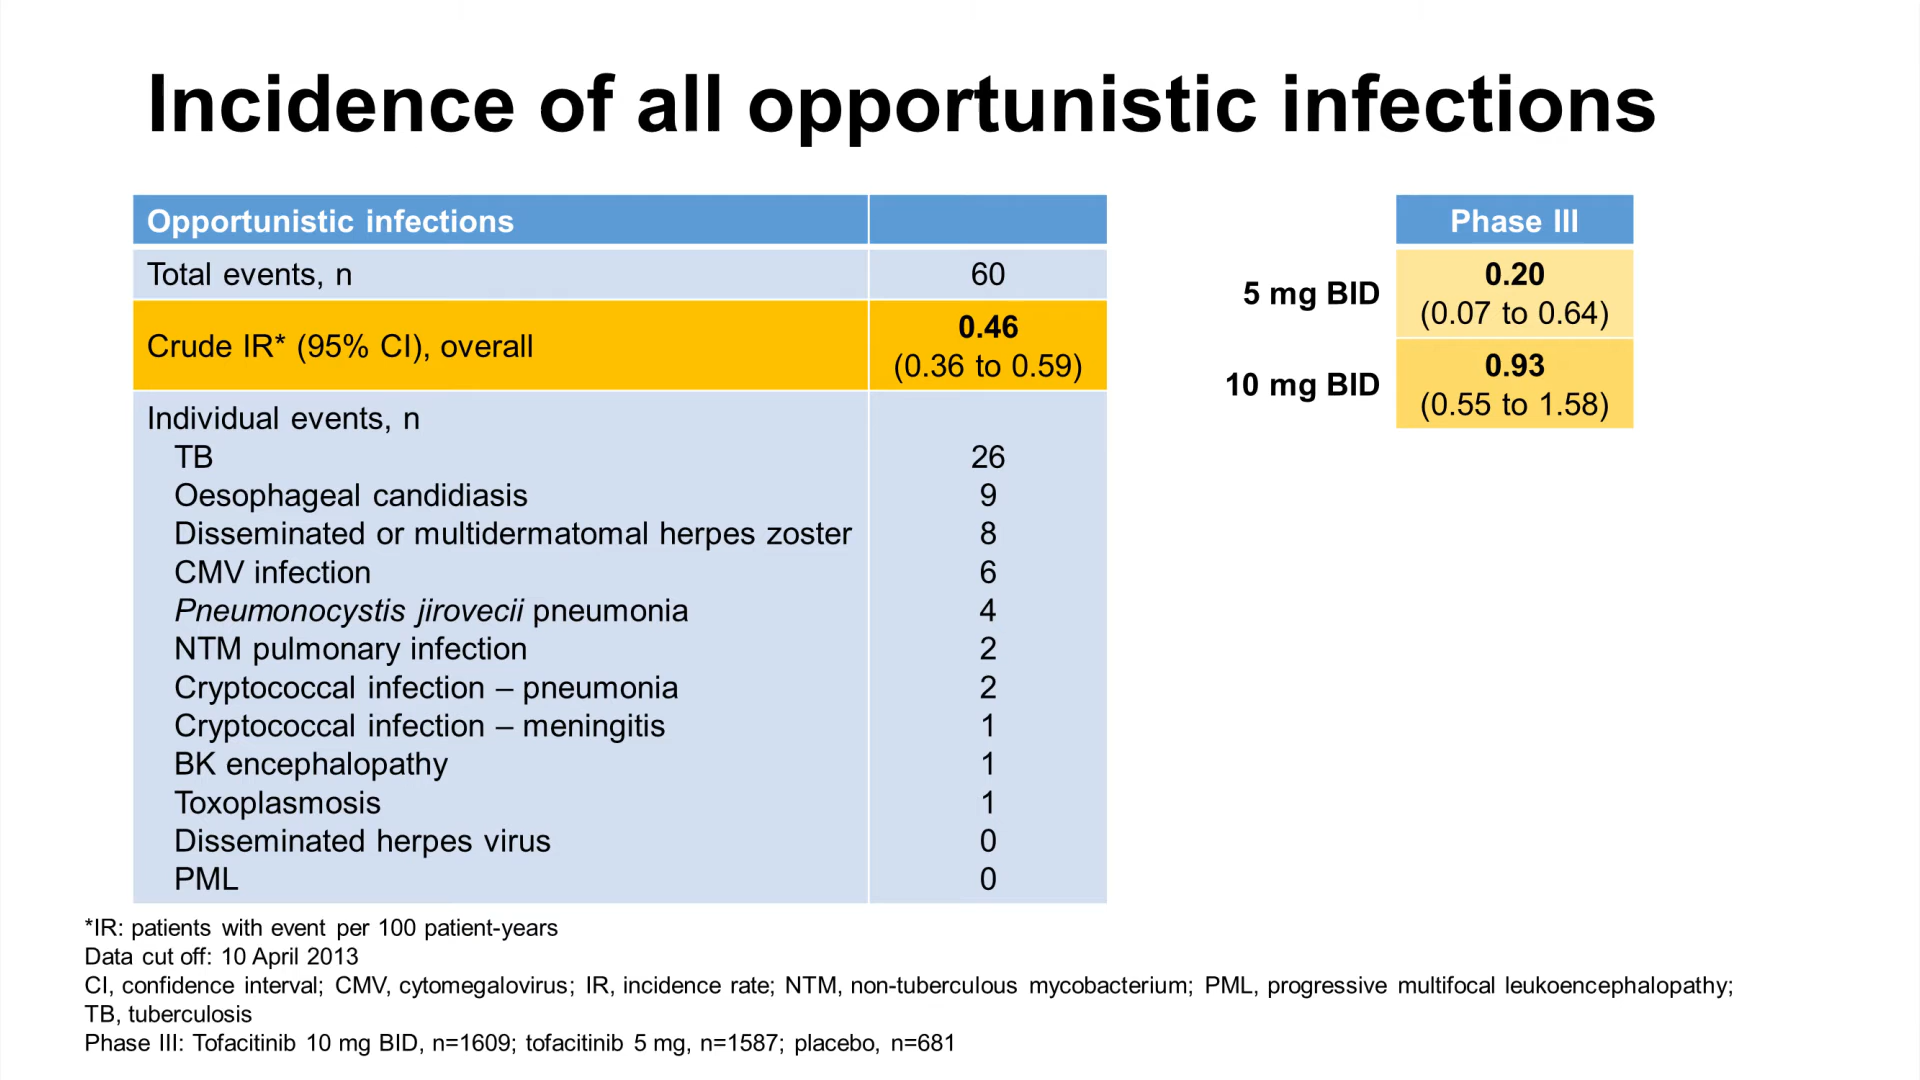 Incidence of all opportunistic infections
Opportunistic infections
Total events, n 60
Crude IR* (95% CI), overall 0.46
(0.36 to 0.59)
Individual events, n
TB 26
Oesophageal candidiasis 9
Disseminated or multidermatomal herpes zoster 8
CMV infection 6
Pneumonocystis jirovecii pneumonia 4
NTM pulmonary infection 2
Cryptococcal infection – pneumonia 2
Cryptococcal infection – meningitis 1
BK encephalopathy 1
Toxoplasmosis 1
Disseminated herpes virus 0
PML 0
Phase III
5 mg BID 0.20
(0.07 to 0.64)
10 mg BID 0.93
(0.55 to 1.58)
*IR: patients with event per 100 patient-years
Data cut off: 10 April 2013
CI, confidence interval; CMV, cytomegalovirus; IR, incidence rate; NTM, non-tuberculous mycobacterium; PML, progressive multifocal leukoencephalopathy;
TB, tuberculosis
Phase III: Tofacitinib 10 mg BID, n=1609; tofacitinib 5 mg, n=1587; placebo, n=681